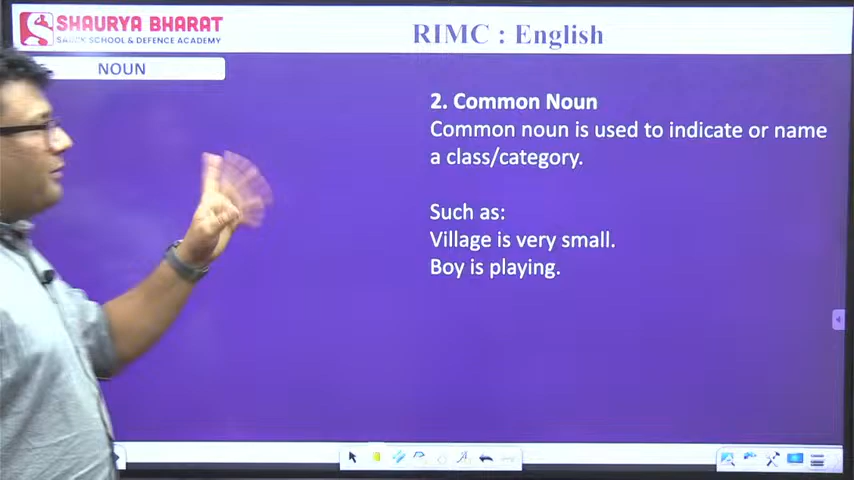 SHAURYA BHARAT
SAINIK SCHOOL & DEFENCE ACADEMY
RIMC : English
NOUN
2. Common Noun
Common noun is used to indicate or name
a class/category.
Such as:
Village is very small.
Boy is playing.